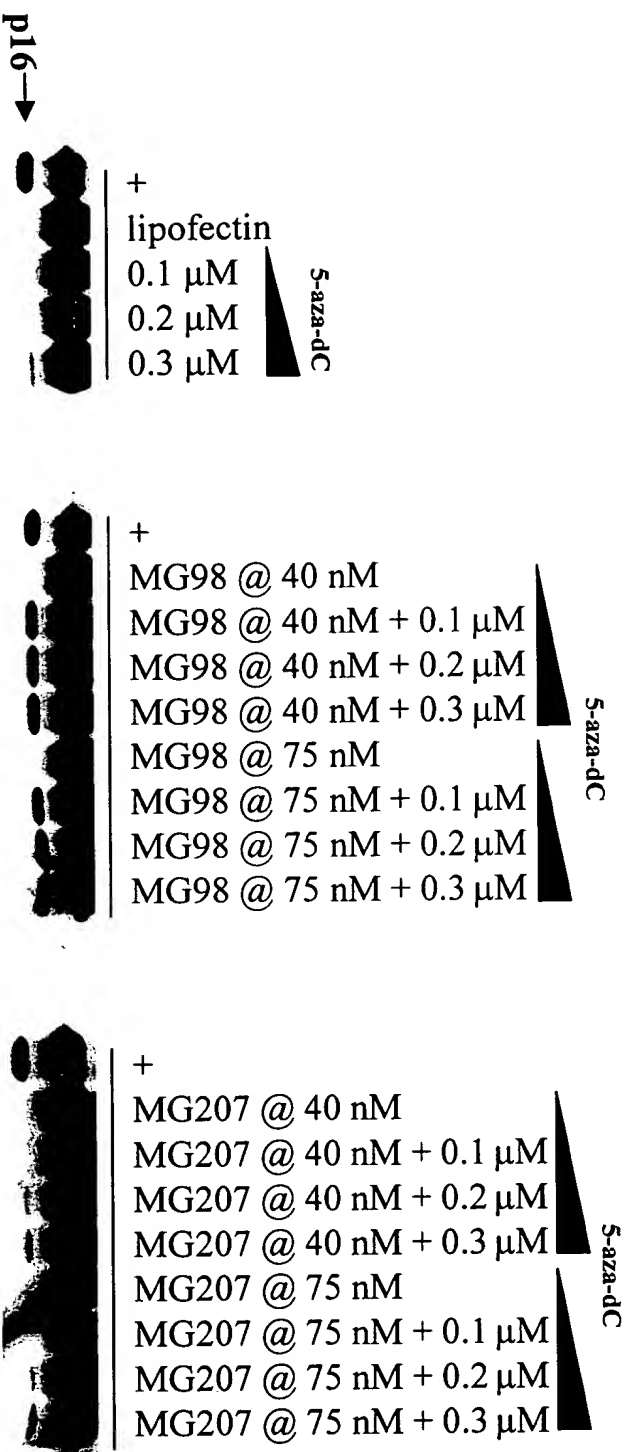 p16
+
lipofectin
0.1 µM
0.2 µM
0.3 µM
5-aza-dC
+
MG98 @ 40 nM
MG98 @ 40 nM + 0.1 µM
MG98 @ 40 nM + 0.2 µM
MG98 @ 40 nM + 0.3 µM
MG98 @ 75 nM
MG98 @ 75 nM + 0.1 µM
MG98 @ 75 nM + 0.2 µM
MG98 @ 75 nM + 0.3 µM
5-aza-dC
+
MG207 @ 40 nM
MG207 @ 40 nM + 0.1 µM
MG207 @ 40 nM + 0.2 µM
MG207 @ 40 nM + 0.3 µM
MG207 @ 75 nM
MG207 @ 75 nM + 0.1 µM
MG207 @ 75 nM + 0.2 µM
MG207 @ 75 nM + 0.3 µM
5-aza-dC